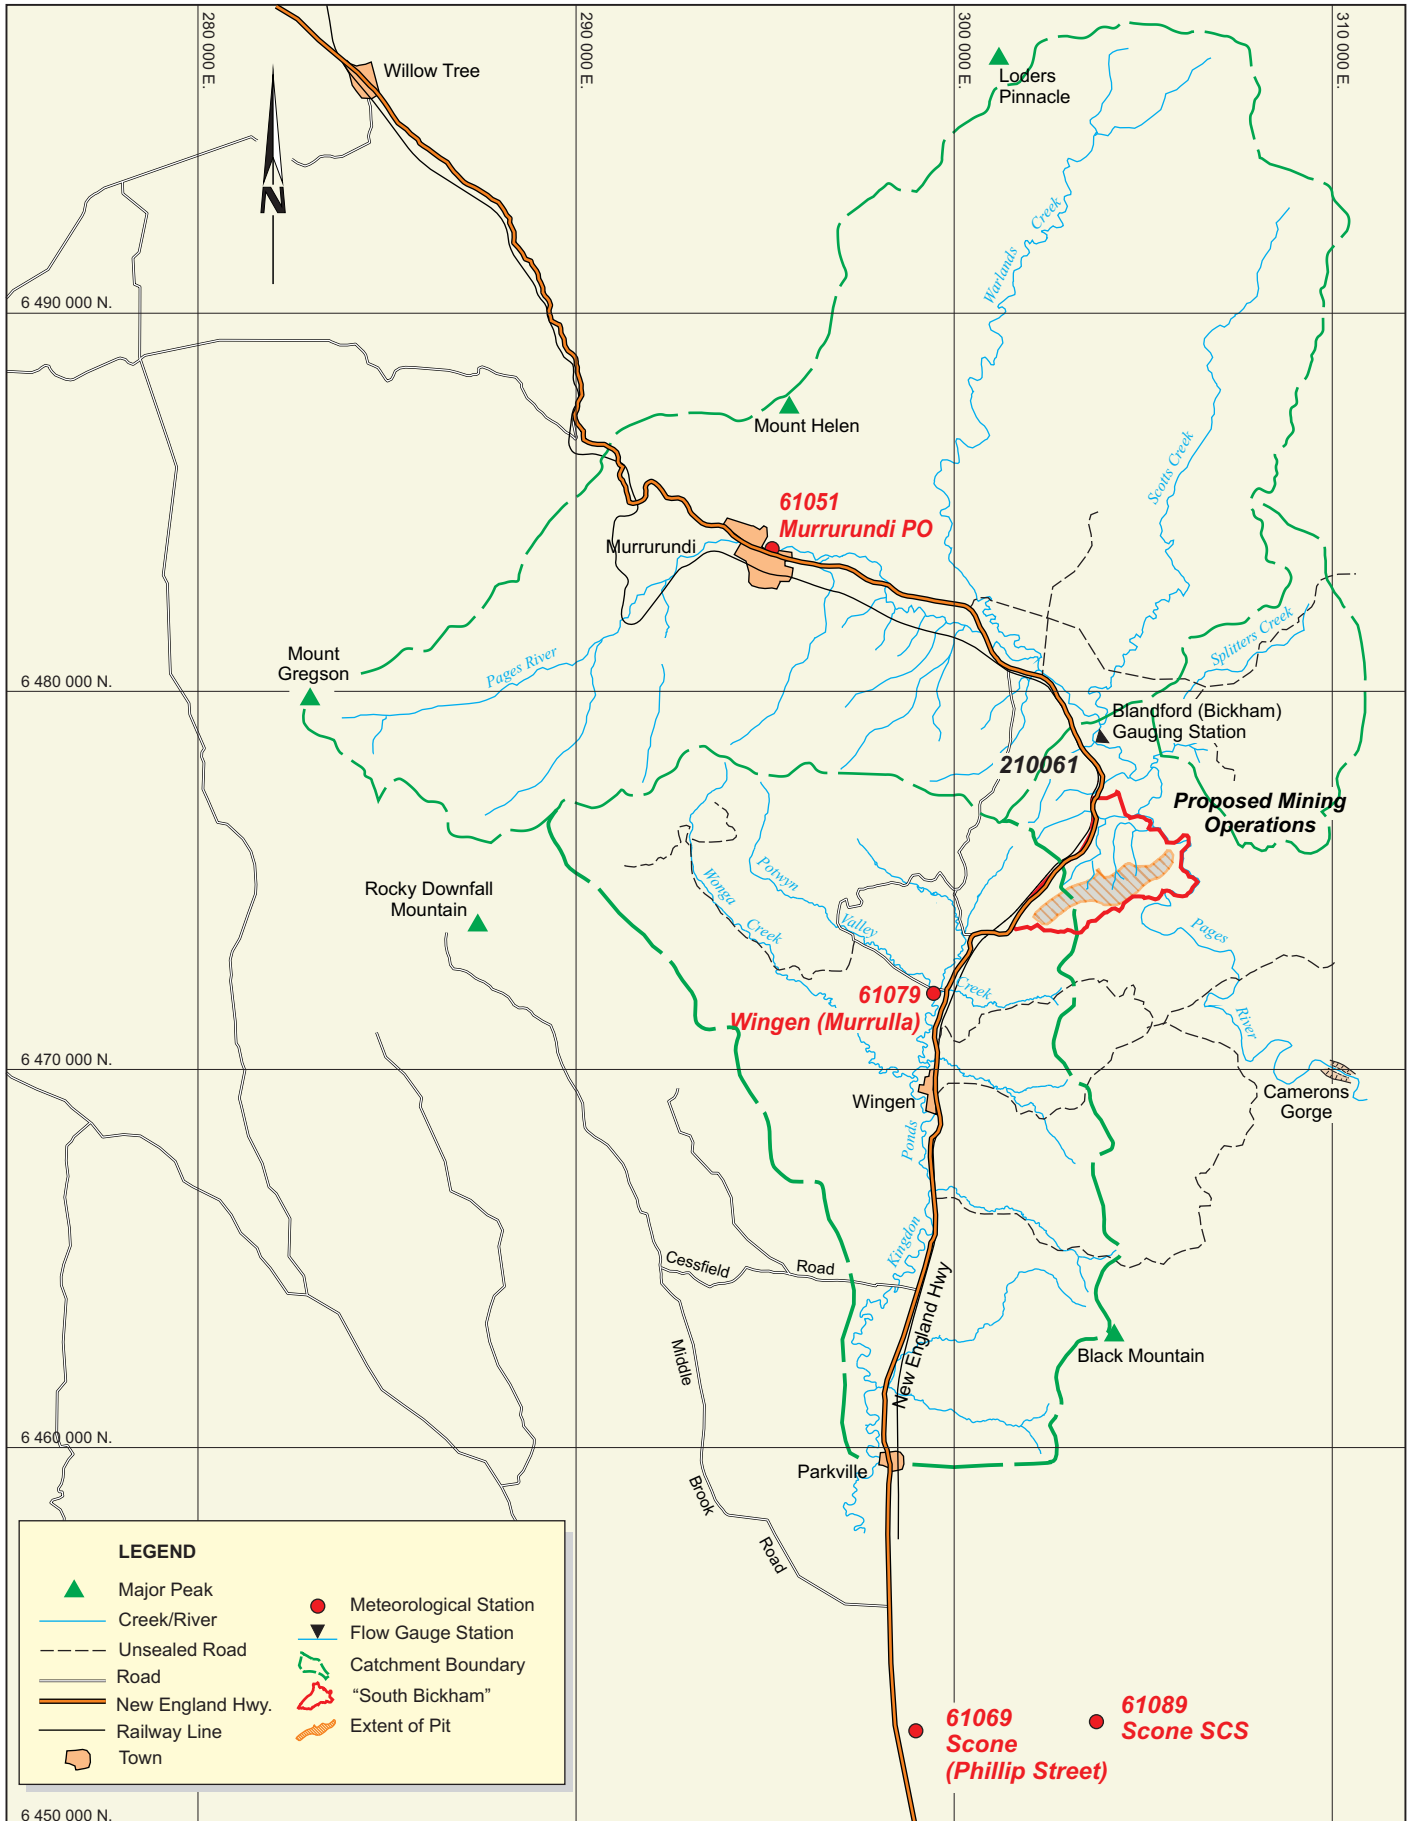 280 000 E.
290 000 E.
300 000 E.
310 000 E.
Willow Tree
Loders
Pinnacle
N
Warlands
Creek
6 490 000 N.
Mount Helen
Scotts Creek
61051
Murrurundi PO
Murrurundi
Mount
Gregson
Pages River
Splitters Creek
6 480 000 N.
Blandford (Bickham)
Gauging Station
210061
Proposed Mining
Operations
Rocky Downfall
Mountain
Wonga
Creek
Potwyn
Valley
Creek
Pages
River
61079
Wingen (Murrulla)
6 470 000 N.
Wingen
Camerons
Gorge
Ponds
Kingdon
Cessfield
Road
New England Hwy
Middle
Brook
Road
Black Mountain
6 460 000 N.
Parkville
LEGEND
Major Peak
Creek/River
Unsealed Road
Road
New England Hwy.
Railway Line
Town
Meteorological Station
Flow Gauge Station
Catchment Boundary
“South Bickham”
Extent of Pit
61069
Scone
(Phillip Street)
61089
Scone SCS
6 450 000 N.